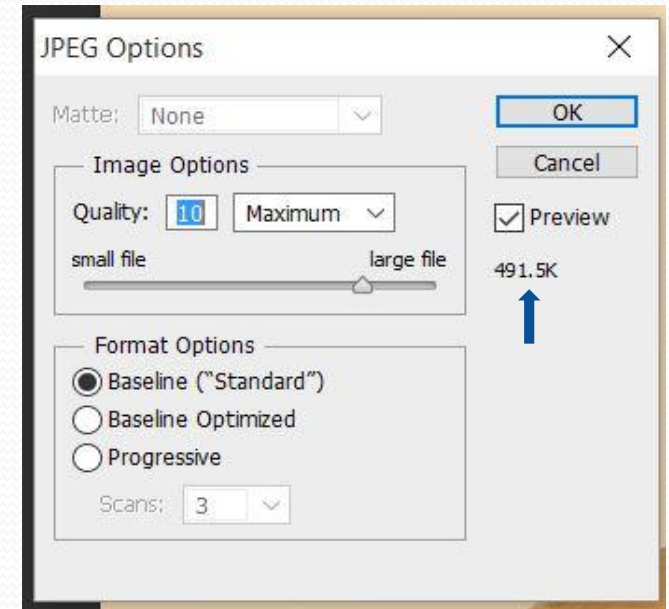 JPEG Options
Matte: None
OK
Image Options
Cancel
Quality: 10 Maximum
Preview
small file large file
491.5K
Format Options
Baseline ("Standard")
Baseline Optimized
Progressive
Scans: 3